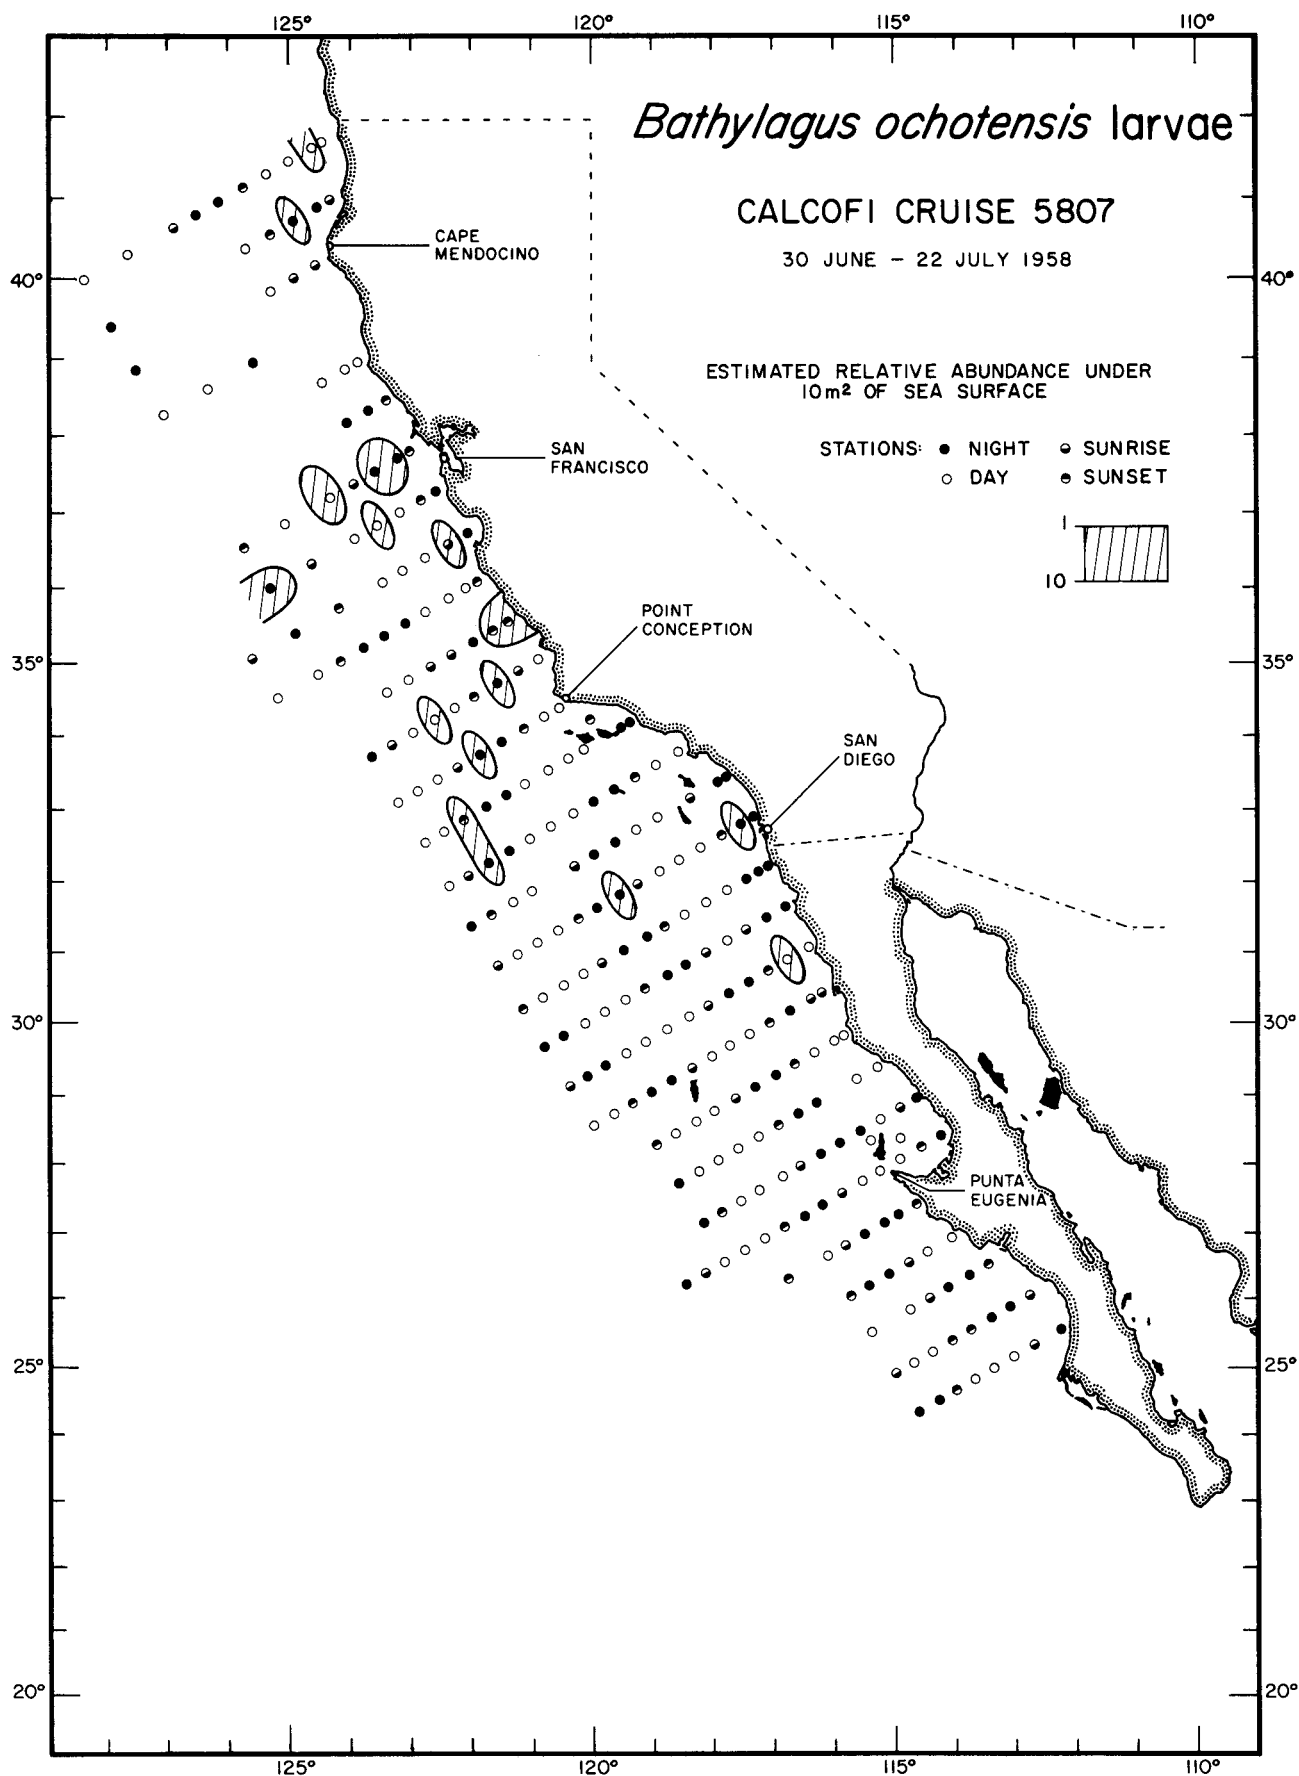 125° 120° 115° 110°
Bathylagus ochotensis larvae
CALCOFI CRUISE 5807
30 JUNE – 22 JULY 1958
CAPE
MENDOCINO
40° 40°
ESTIMATED RELATIVE ABUNDANCE UNDER
10m² OF SEA SURFACE
STATIONS: NIGHT SUNRISE
DAY SUNSET
SAN
FRANCISCO
1
10
POINT
CONCEPTION
35° 35°
SAN
DIEGO
30° 30°
PUNTA
EUGENIA
25° 25°
20° 20°
125° 120° 115° 110°